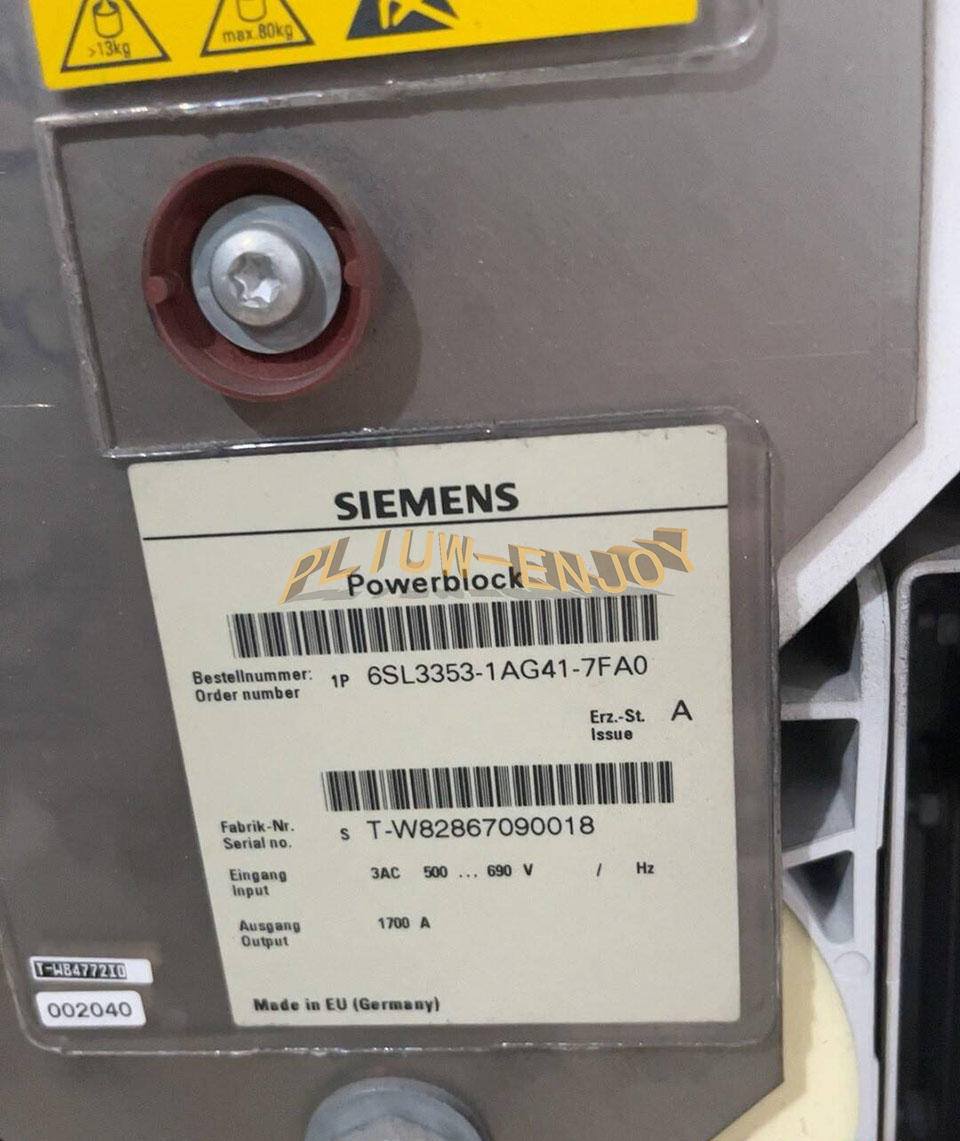 >13kg
max.80kg
SIEMENS
PLIUW-ENJOY
Powerblock
Bestellnummer: 1P 6SL3353-1AG41-7FA0
Order number
Erz.-St. A
Issue
Fabrik-Nr. S T-W82867090018
Serial no.
Eingang 3AC 500 ... 690 V / Hz
Input
Ausgang 1700 A
Output
T-W84772I0
002040
Made in EU (Germany)